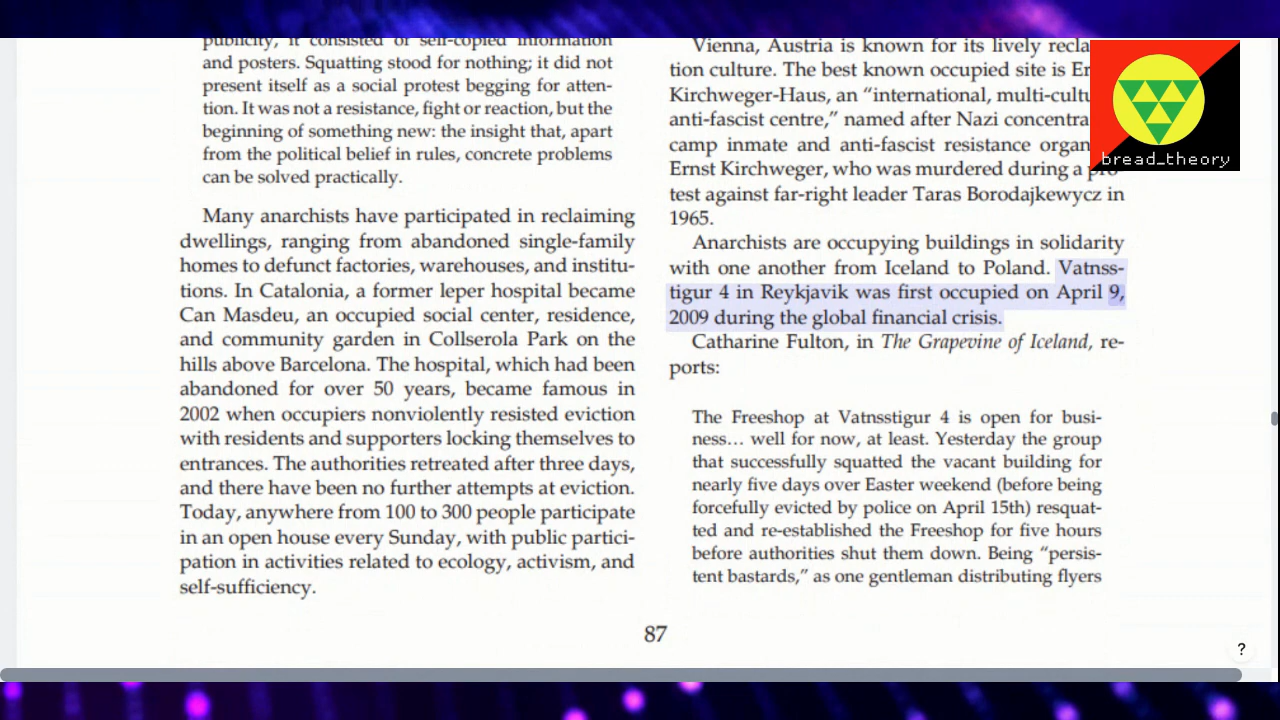 publicity, it consisted of self-copied information
and posters. Squatting stood for nothing; it did not
present itself as a social protest begging for atten-
tion. It was not a resistance, fight or reaction, but the
beginning of something new: the insight that, apart
from the political belief in rules, concrete problems
can be solved practically.
Many anarchists have participated in reclaiming
dwellings, ranging from abandoned single-family
homes to defunct factories, warehouses, and institu-
tions. In Catalonia, a former leper hospital became
Can Masdeu, an occupied social center, residence,
and community garden in Collserola Park on the
hills above Barcelona. The hospital, which had been
abandoned for over 50 years, became famous in
2002 when occupiers nonviolently resisted eviction
with residents and supporters locking themselves to
entrances. The authorities retreated after three days,
and there have been no further attempts at eviction.
Today, anywhere from 100 to 300 people participate
in an open house every Sunday, with public partici-
pation in activities related to ecology, activism, and
self-sufficiency.
Vienna, Austria is known for its lively recla
tion culture. The best known occupied site is Er
Kirchweger-Haus, an “international, multi-cultu
anti-fascist centre,” named after Nazi concentra
camp inmate and anti-fascist resistance organ
Ernst Kirchweger, who was murdered during a pro-
test against far-right leader Taras Borodajkewycz in
1965.
Anarchists are occupying buildings in solidarity
with one another from Iceland to Poland. Vatnss-
tigur 4 in Reykjavik was first occupied on April 9,
2009 during the global financial crisis.
Catharine Fulton, in The Grapevine of Iceland, re-
ports:
The Freeshop at Vatnsstigur 4 is open for busi-
ness… well for now, at least. Yesterday the group
that successfully squatted the vacant building for
nearly five days over Easter weekend (before being
forcefully evicted by police on April 15th) resquat-
ted and re-established the Freeshop for five hours
before authorities shut them down. Being “persis-
tent bastards,” as one gentleman distributing flyers
87
bread_theory
?